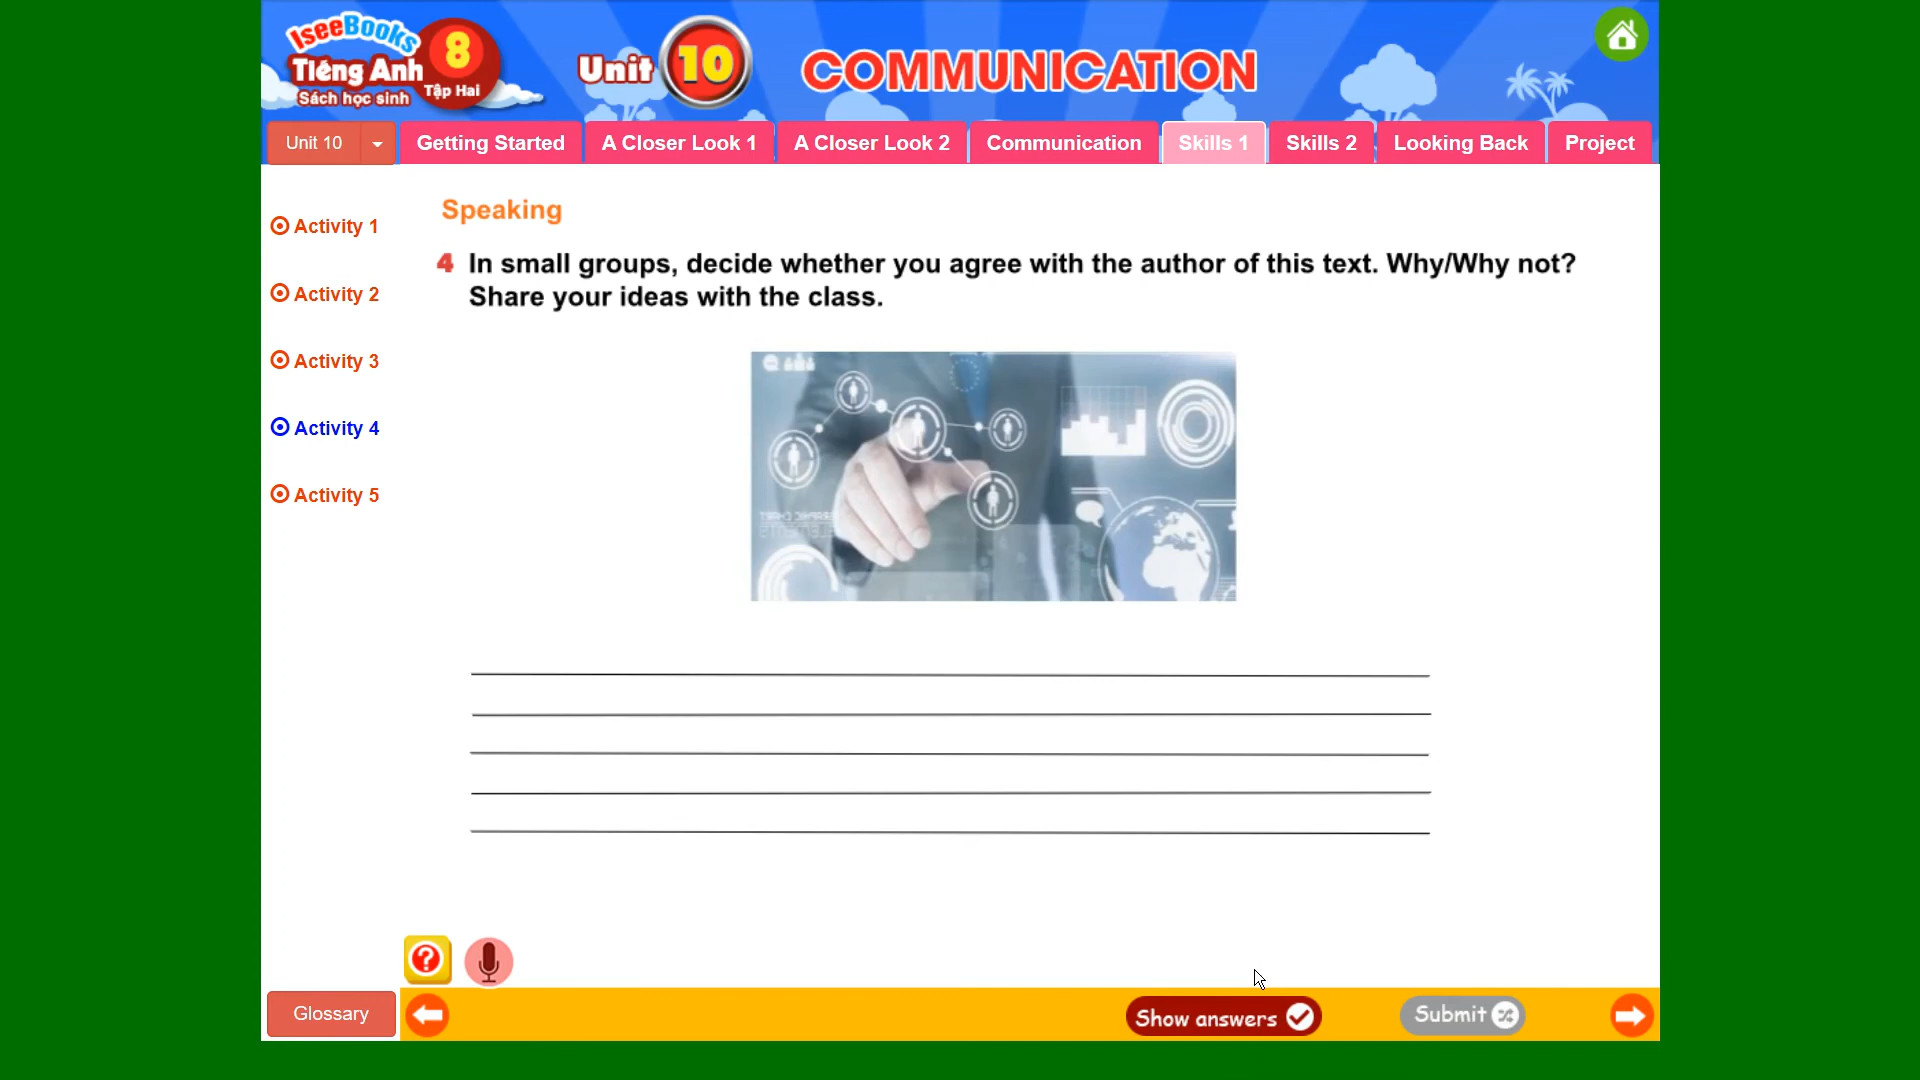 IseeBooks
Tiếng Anh 8
Sách học sinh Tập Hai
Unit 10 COMMUNICATION
Unit 10 Getting Started A Closer Look 1 A Closer Look 2 Communication Skills 1 Skills 2 Looking Back Project
Speaking
Activity 1
Activity 2
Activity 3
Activity 4
Activity 5
4 In small groups, decide whether you agree with the author of this text. Why/Why not?
Share your ideas with the class.
?
Glossary Show answers Submit